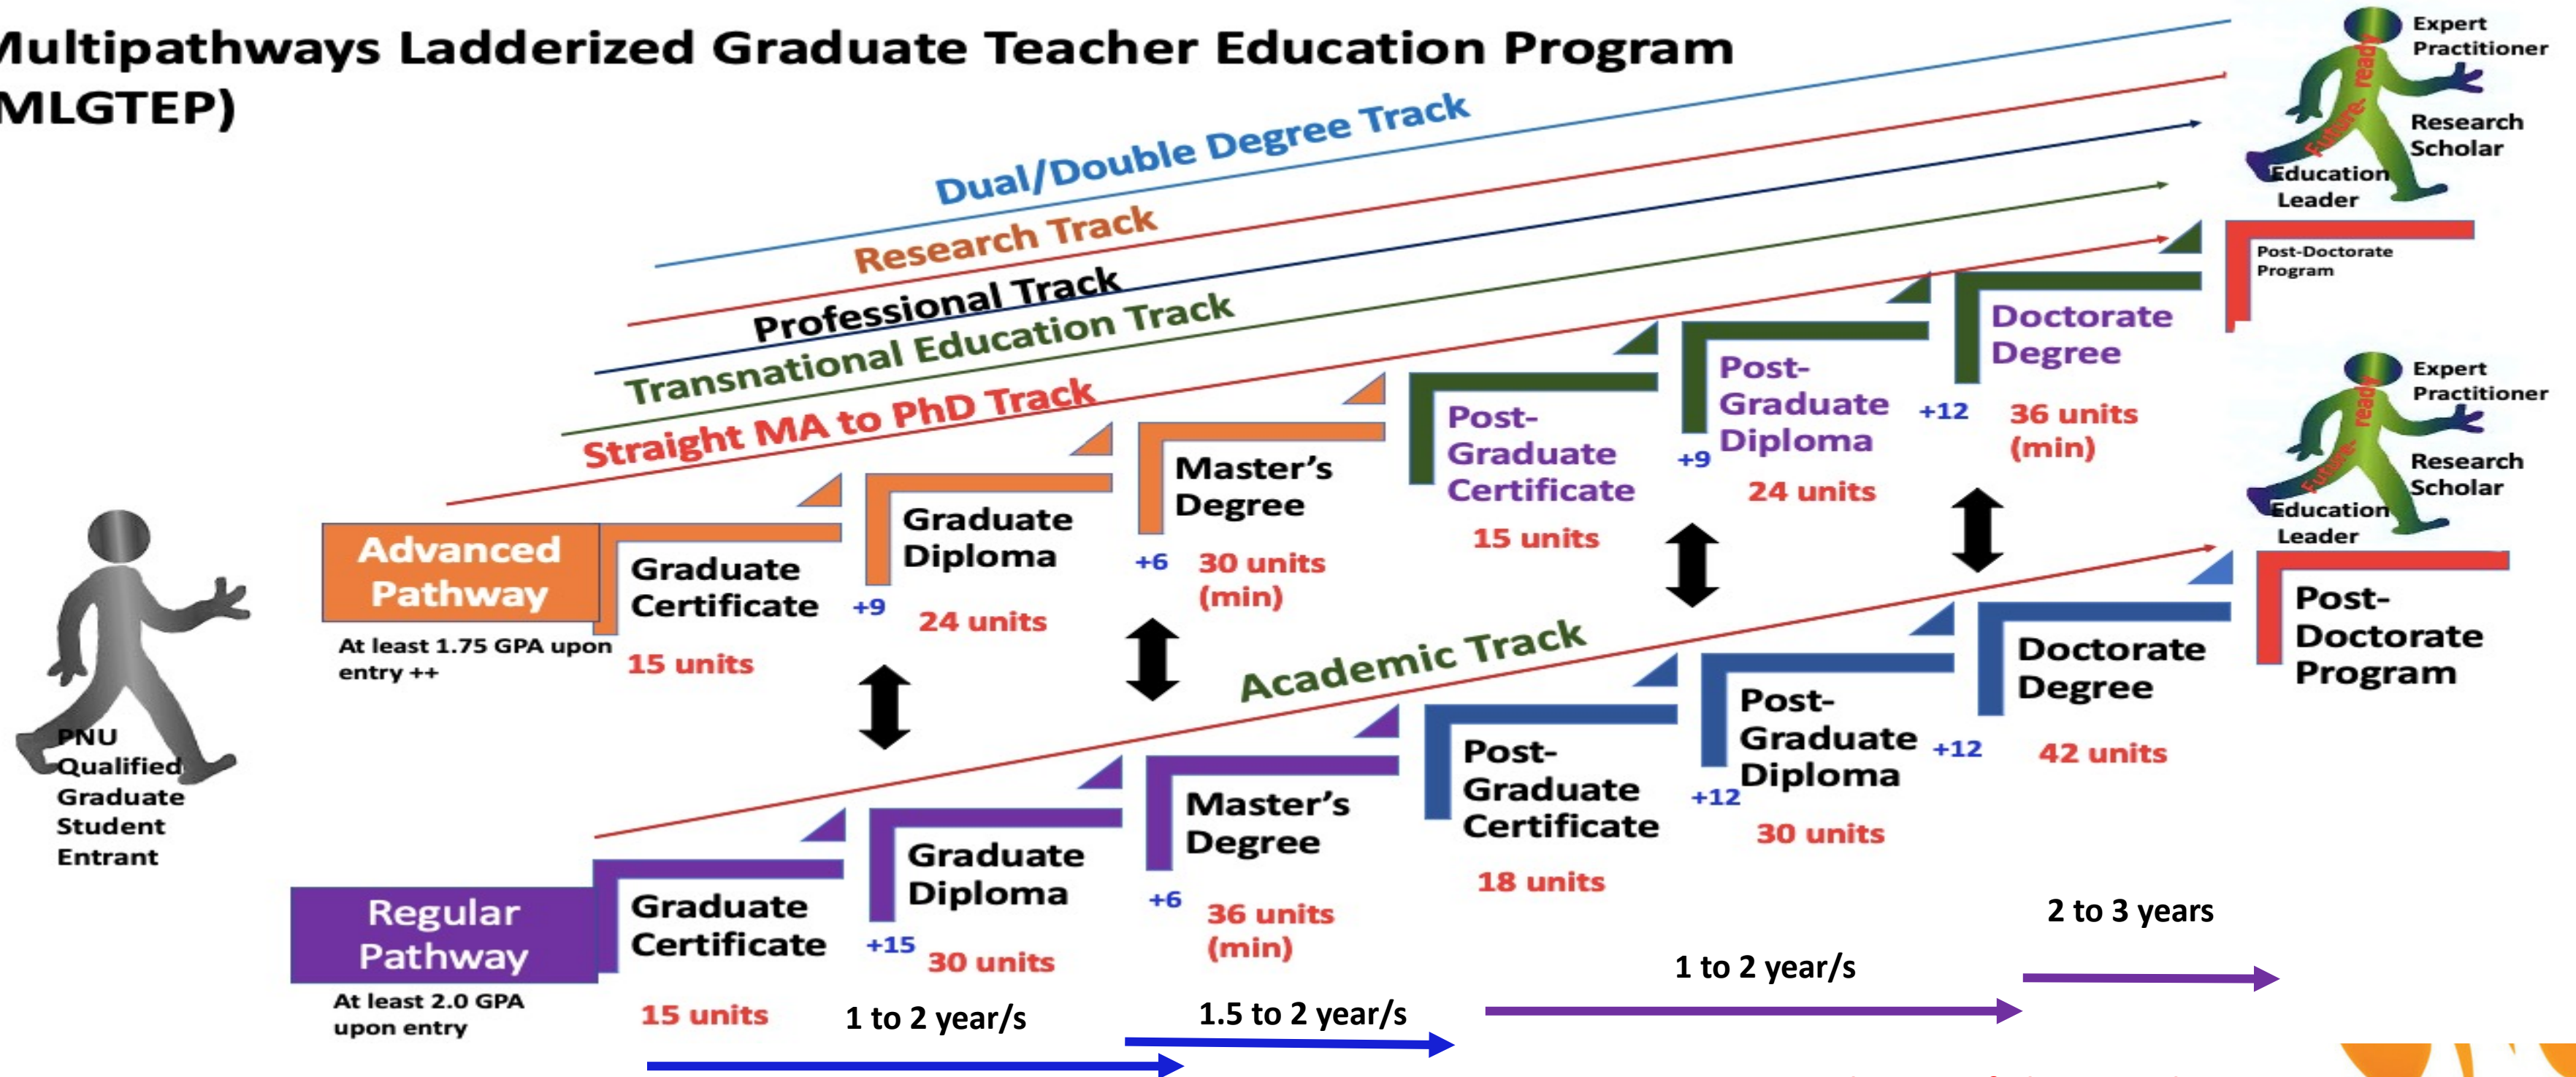 Multipathways Ladderized Graduate Teacher Education Program
MLGTEP)
Dual/Double Degree Track
Research Track
Professional Track
Transnational Education Track
Straight MA to PhD Track
Expert
Practitioner
Research
Scholar
Education
Leader
Future ready
Post-Doctorate
Program
Advanced
Pathway
At least 1.75 GPA upon
entry ++
Graduate
Certificate
15 units
+9
Graduate
Diploma
24 units
+6
Master's
Degree
30 units
(min)
Post-
Graduate
Certificate
15 units
+9
Post-
Graduate
Diploma
24 units
+12
Doctorate
Degree
36 units
(min)
Expert
Practitioner
Research
Scholar
Education
Leader
Future ready
PNU
Qualified
Graduate
Student
Entrant
Academic Track
Regular
Pathway
At least 2.0 GPA
upon entry
Graduate
Certificate
15 units
+15
Graduate
Diploma
30 units
+6
Master's
Degree
36 units
(min)
Post-
Graduate
Certificate
18 units
+12
Post-
Graduate
Diploma
30 units
+12
Doctorate
Degree
42 units
Post-
Doctorate
Program
1 to 2 year/s
1.5 to 2 year/s
1 to 2 year/s
2 to 3 years